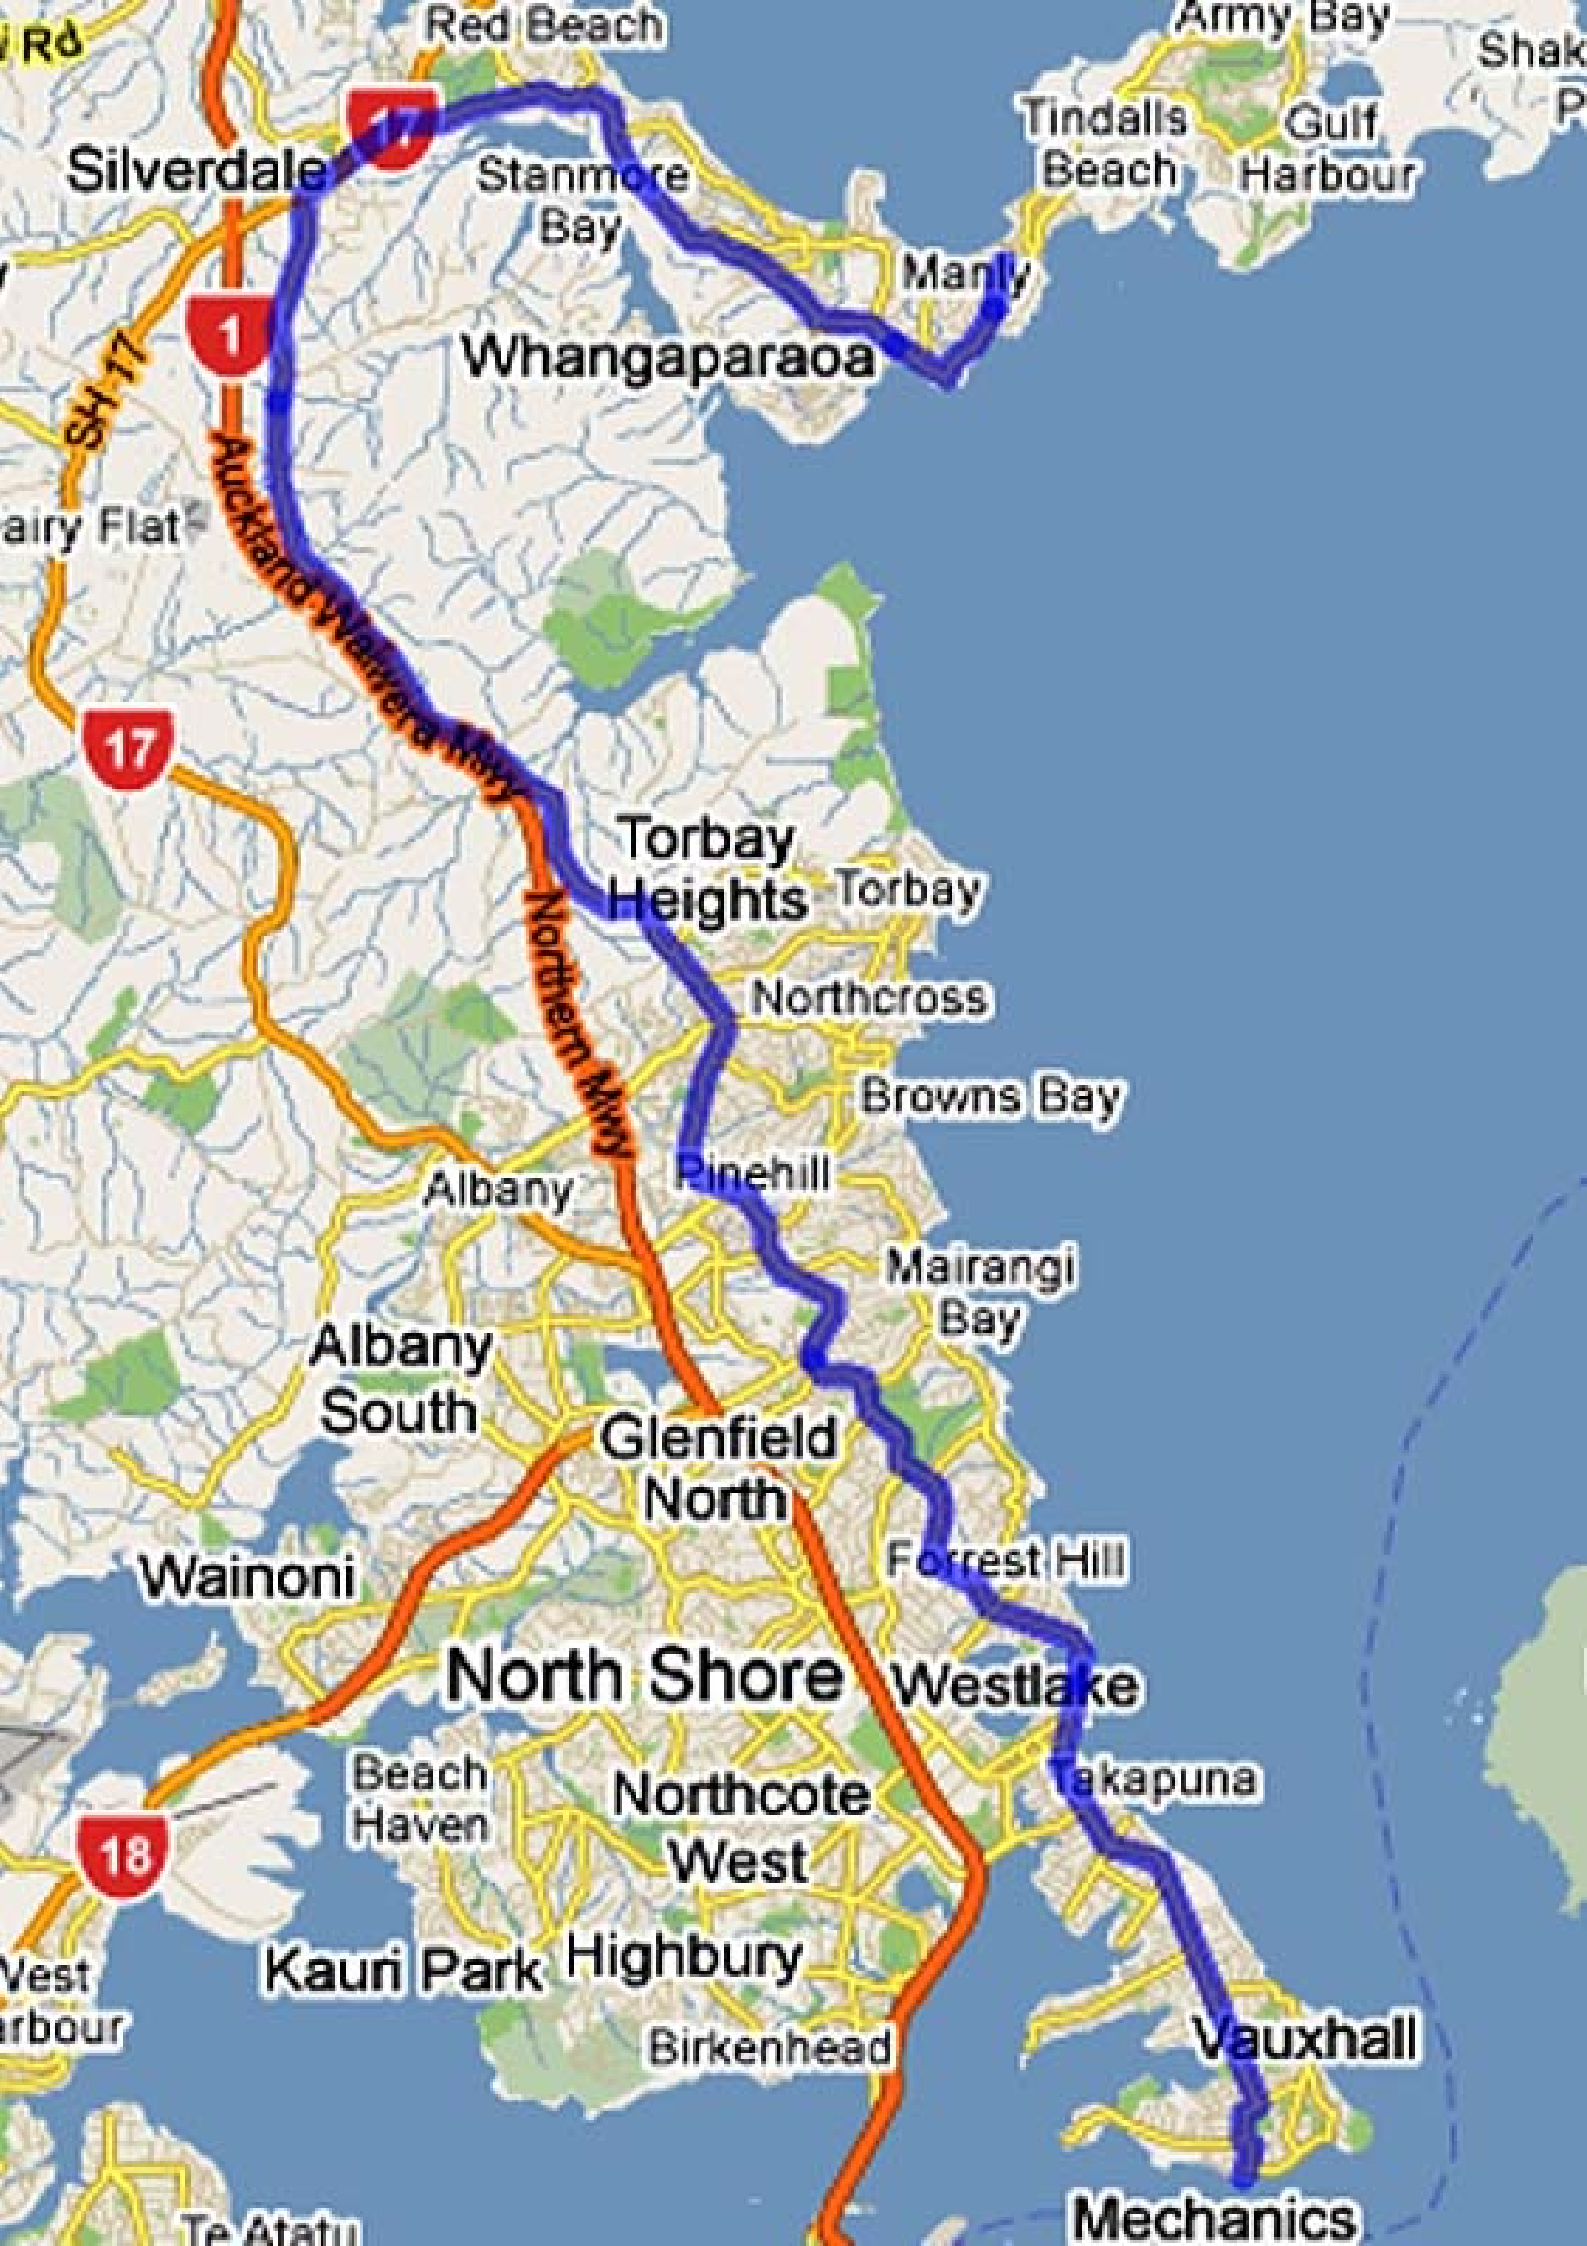 Red Beach
Army Bay
Rd
Shak
P
17
Tindalls
Beach
Gulf
Harbour
Silverdale
Stanmore
Bay
Manly
1
Whangaparaoa
SH 17
Auckland Waiwera Mwy
airy Flat
17
Torbay
Heights
Torbay
Northern Mwy
Northcross
Browns Bay
Pinehill
Albany
Mairangi
Bay
Albany
South
Glenfield
North
Forrest Hill
Wainoni
North Shore
Westlake
Beach
Haven
Takapuna
Northcote
West
18
Kauri Park
Highbury
West
arbour
Birkenhead
Vauxhall
Mechanics
Te Atatu